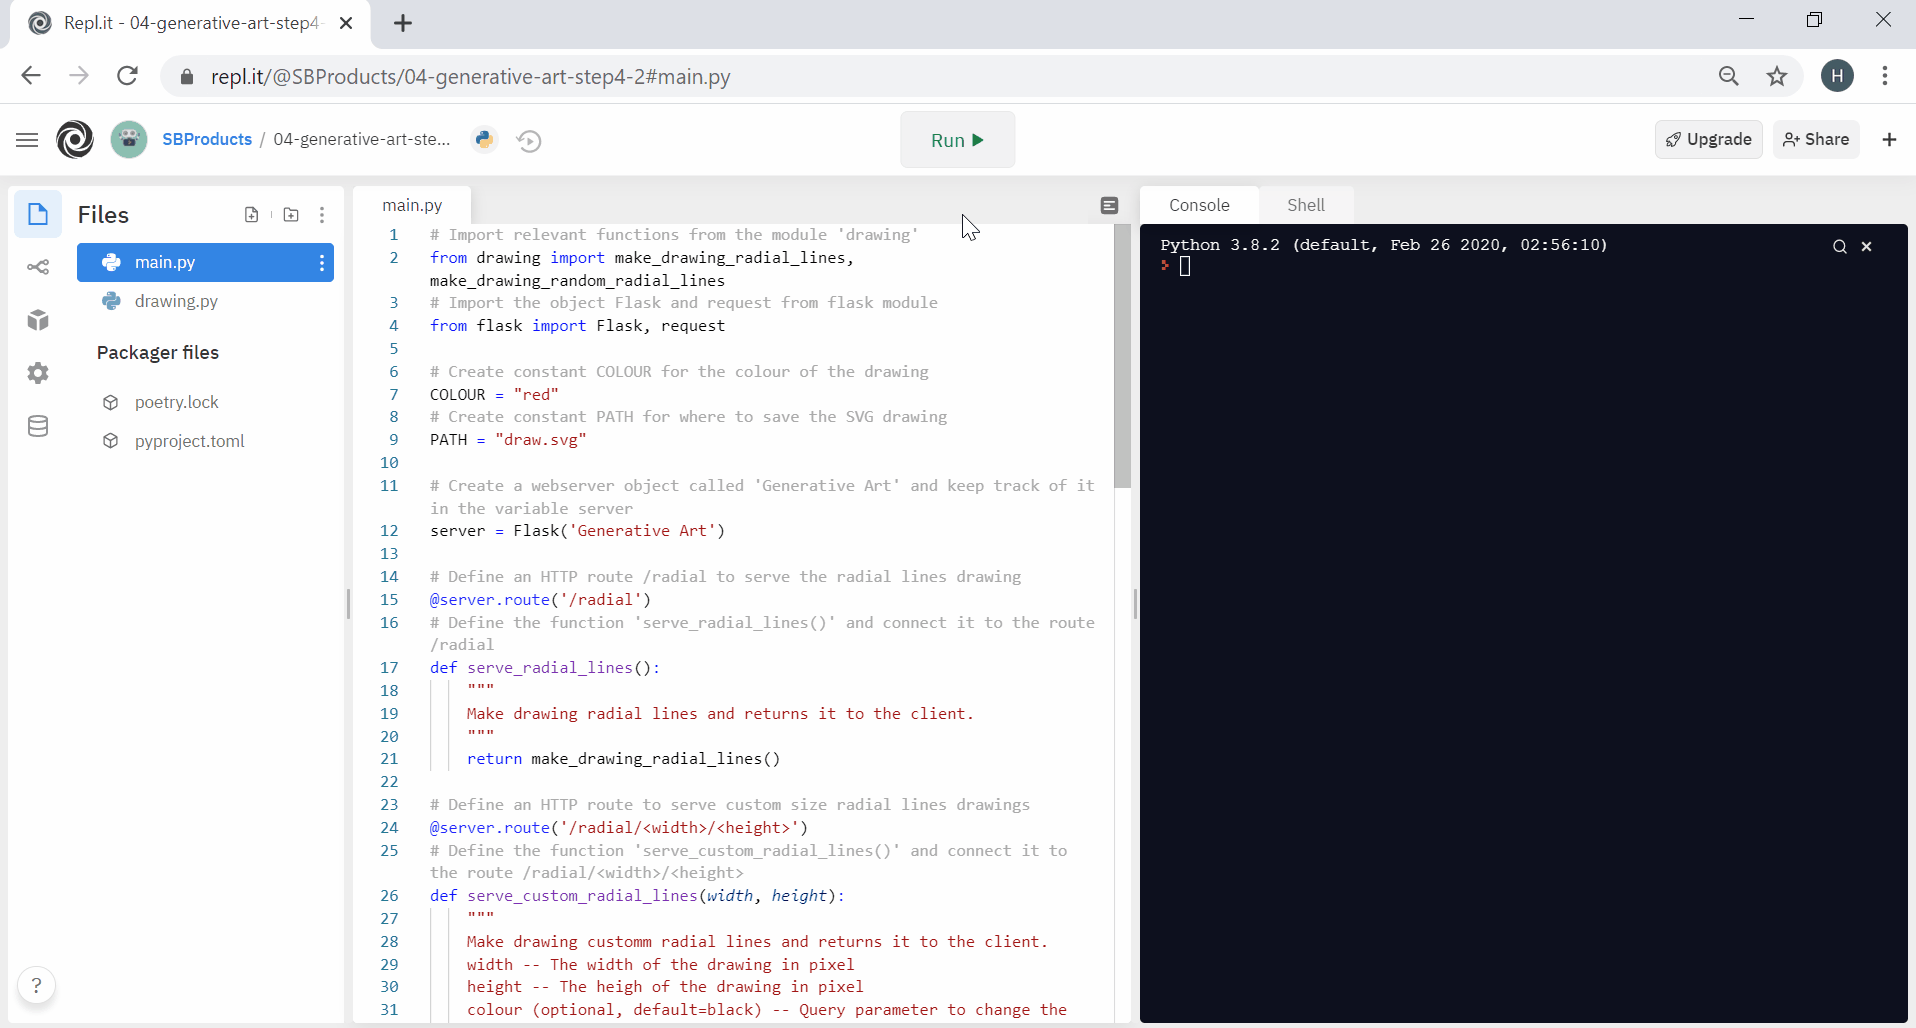 Repl.it - 04-generative-art-step4-
repl.it/@SBProducts/04-generative-art-step4-2#main.py
H
SBProducts / 04-generative-art-ste...
Run
Upgrade
Share
Files
main.py
drawing.py
Packager files
poetry.lock
pyproject.toml
?
main.py
1 # Import relevant functions from the module 'drawing'
2 from drawing import make_drawing_radial_lines,
make_drawing_random_radial_lines
3 # Import the object Flask and request from flask module
4 from flask import Flask, request
5
6 # Create constant COLOUR for the colour of the drawing
7 COLOUR = "red"
8 # Create constant PATH for where to save the SVG drawing
9 PATH = "draw.svg"
10
11 # Create a webserver object called 'Generative Art' and keep track of it
in the variable server
12 server = Flask('Generative Art')
13
14 # Define an HTTP route /radial to serve the radial lines drawing
15 @server.route('/radial')
16 # Define the function 'serve_radial_lines()' and connect it to the route
/radial
17 def serve_radial_lines():
18 """
19 Make drawing radial lines and returns it to the client.
20 """
21 return make_drawing_radial_lines()
22
23 # Define an HTTP route to serve custom size radial lines drawings
24 @server.route('/radial/<width>/<height>')
25 # Define the function 'serve_custom_radial_lines()' and connect it to
the route /radial/<width>/<height>
26 def serve_custom_radial_lines(width, height):
27 """
28 Make drawing customm radial lines and returns it to the client.
29 width -- The width of the drawing in pixel
30 height -- The heigh of the drawing in pixel
31 colour (optional, default=black) -- Query parameter to change the
Console
Shell
Python 3.8.2 (default, Feb 26 2020, 02:56:10)